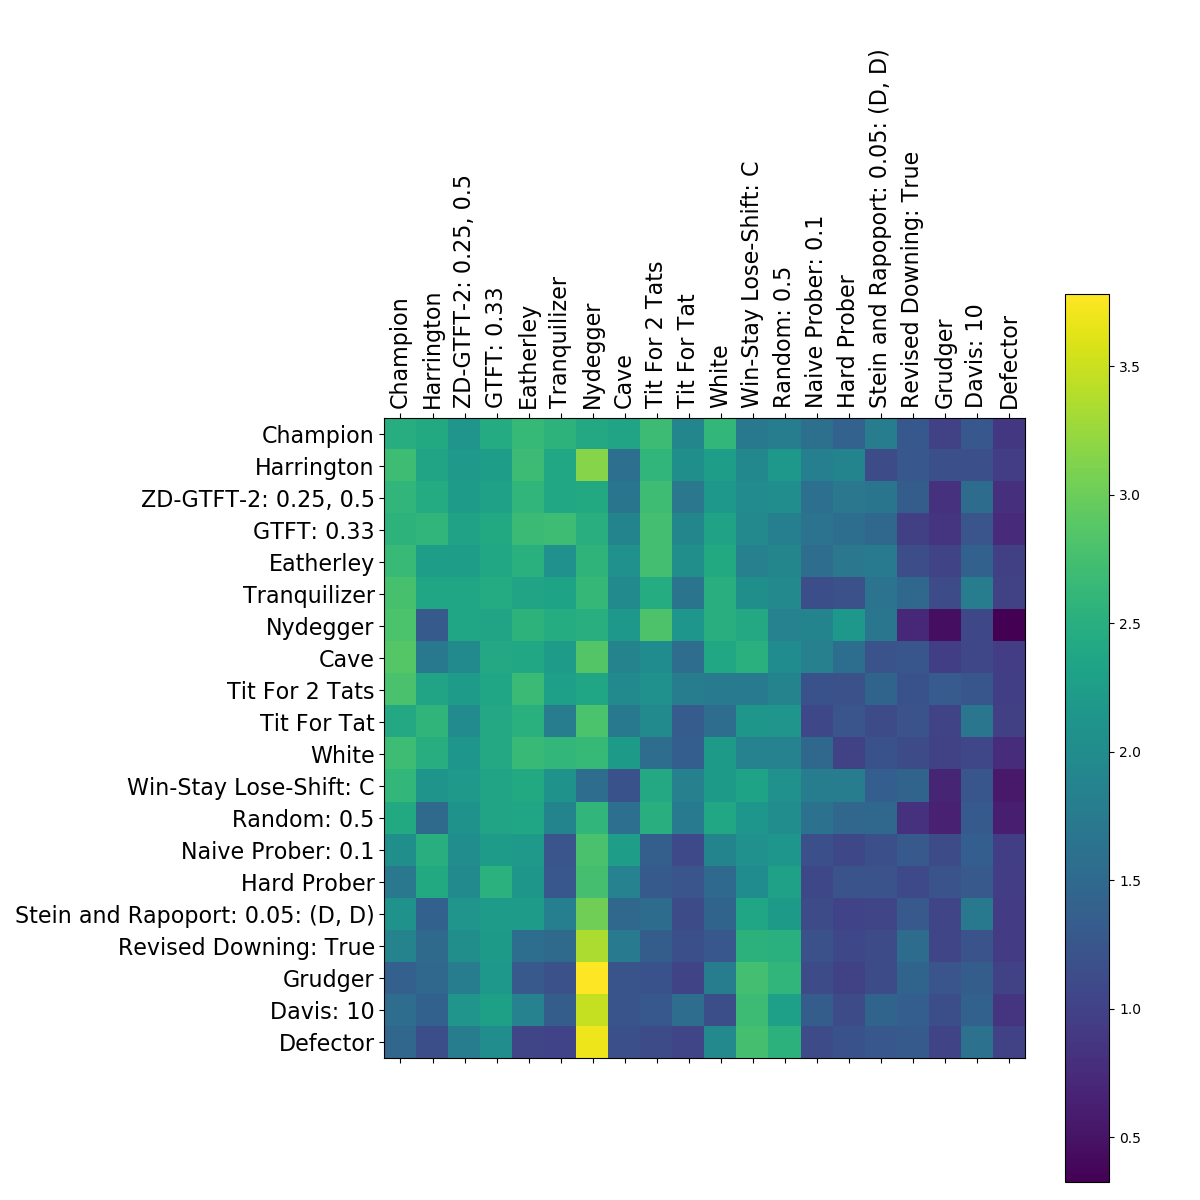 Champion
Harrington
ZD-GTFT-2: 0.25, 0.5
GTFT: 0.33
Eatherley
Tranquilizer
Nydegger
Cave
Tit For 2 Tats
Tit For Tat
White
Win-Stay Lose-Shift: C
Random: 0.5
Naive Prober: 0.1
Hard Prober
Stein and Rapoport: 0.05: (D, D)
Revised Downing: True
Grudger
Davis: 10
Defector
Champion
Harrington
ZD-GTFT-2: 0.25, 0.5
GTFT: 0.33
Eatherley
Tranquilizer
Nydegger
Cave
Tit For 2 Tats
Tit For Tat
White
Win-Stay Lose-Shift: C
Random: 0.5
Naive Prober: 0.1
Hard Prober
Stein and Rapoport: 0.05: (D, D)
Revised Downing: True
Grudger
Davis: 10
Defector
3.5
3.0
2.5
2.0
1.5
1.0
0.5